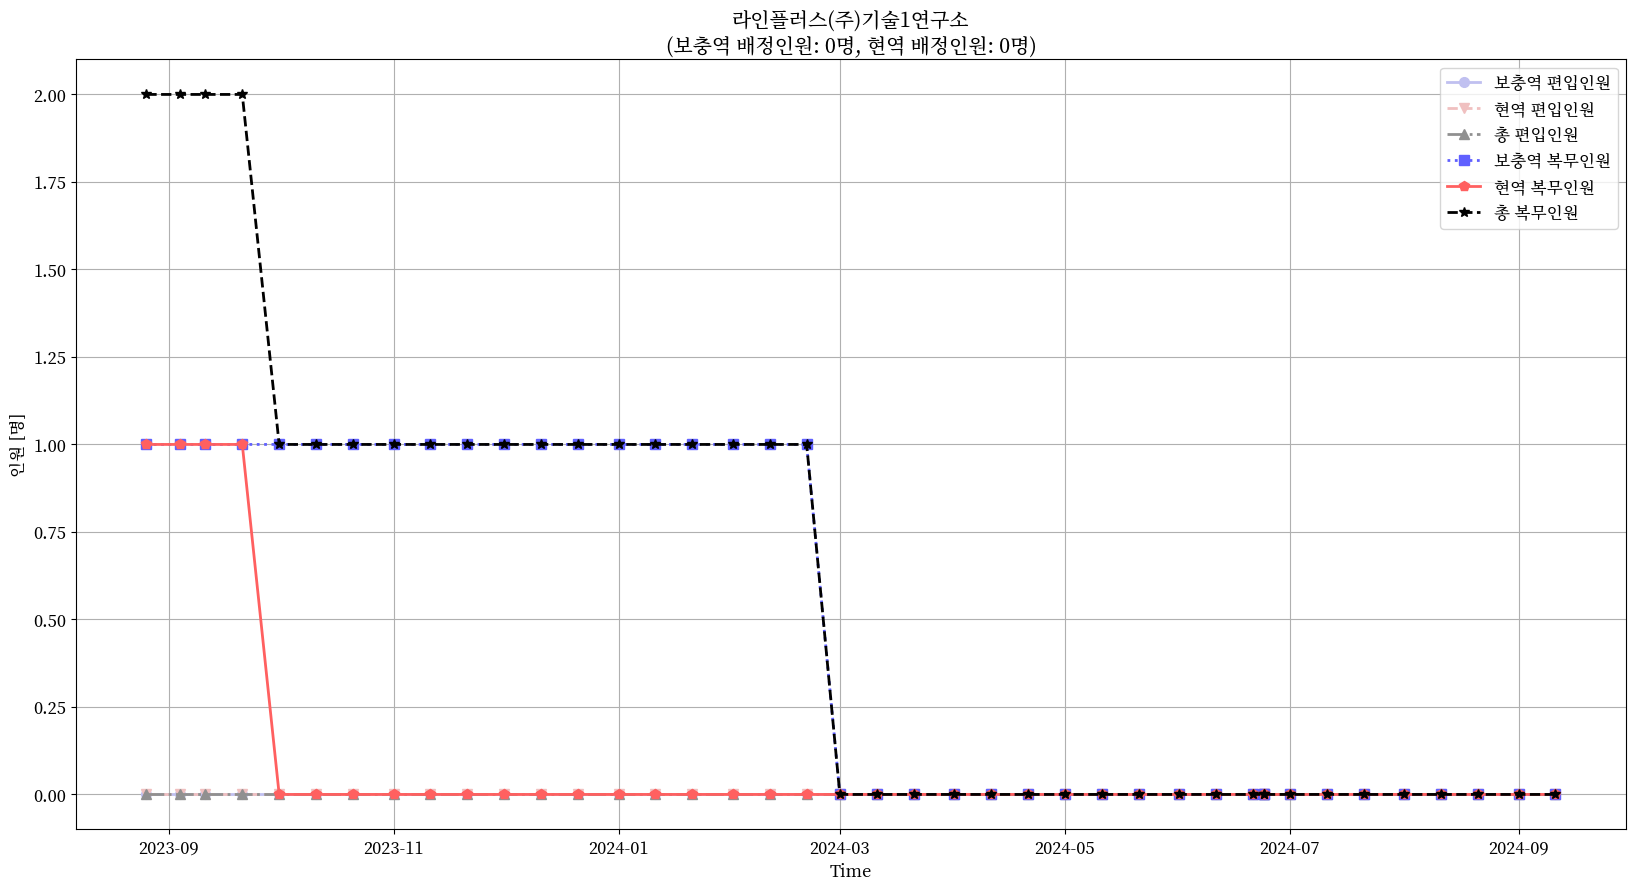 라인플러스(주)기술1연구소
(보충역 배정인원: 0명, 현역 배정인원: 0명)
보충역 편입인원
현역 편입인원
총 편입인원
보충역 복무인원
현역 복무인원
총 복무인원
2.00
1.75
1.50
1.25
1.00
0.75
0.50
0.25
0.00
인원 [명]
2023-09
2023-11
2024-01
2024-03
2024-05
2024-07
2024-09
Time